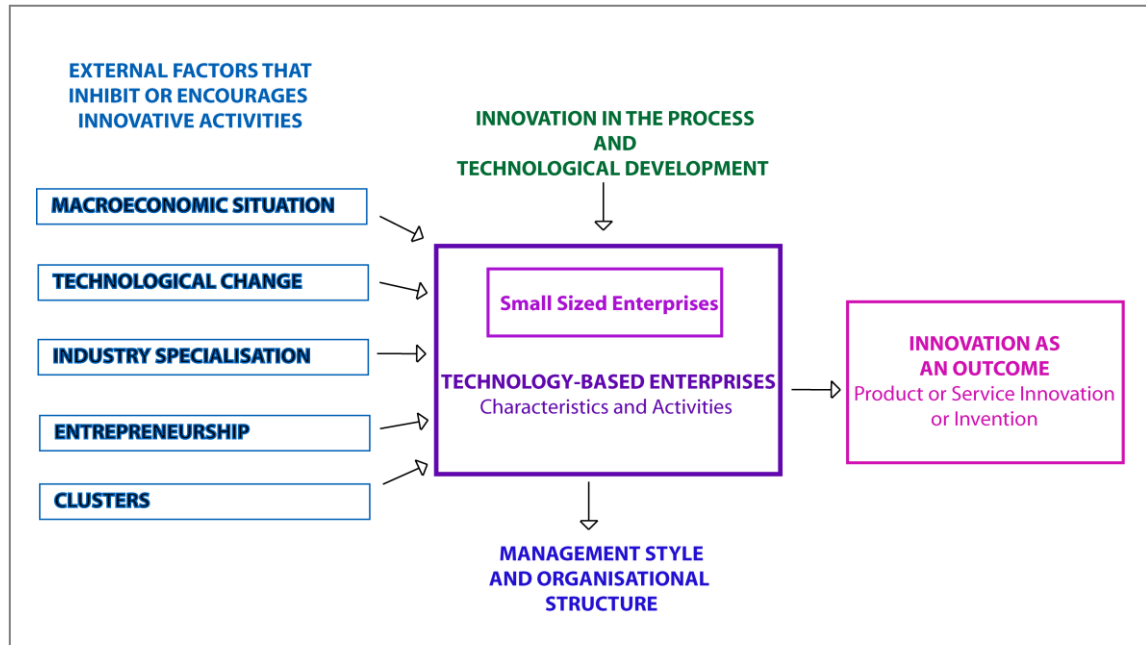 EXTERNAL FACTORS THAT
INHIBIT OR ENCOURAGES
INNOVATIVE ACTIVITIES
MACROECONOMIC SITUATION
TECHNOLOGICAL CHANGE
INDUSTRY SPECIALISATION
ENTREPRENEURSHIP
CLUSTERS
INNOVATION IN THE PROCESS
AND
TECHNOLOGICAL DEVELOPMENT
Small Sized Enterprises
TECHNOLOGY-BASED ENTERPRISES
Characteristics and Activities
MANAGEMENT STYLE
AND ORGANISATIONAL
STRUCTURE
INNOVATION AS
AN OUTCOME
Product or Service Innovation
or Invention